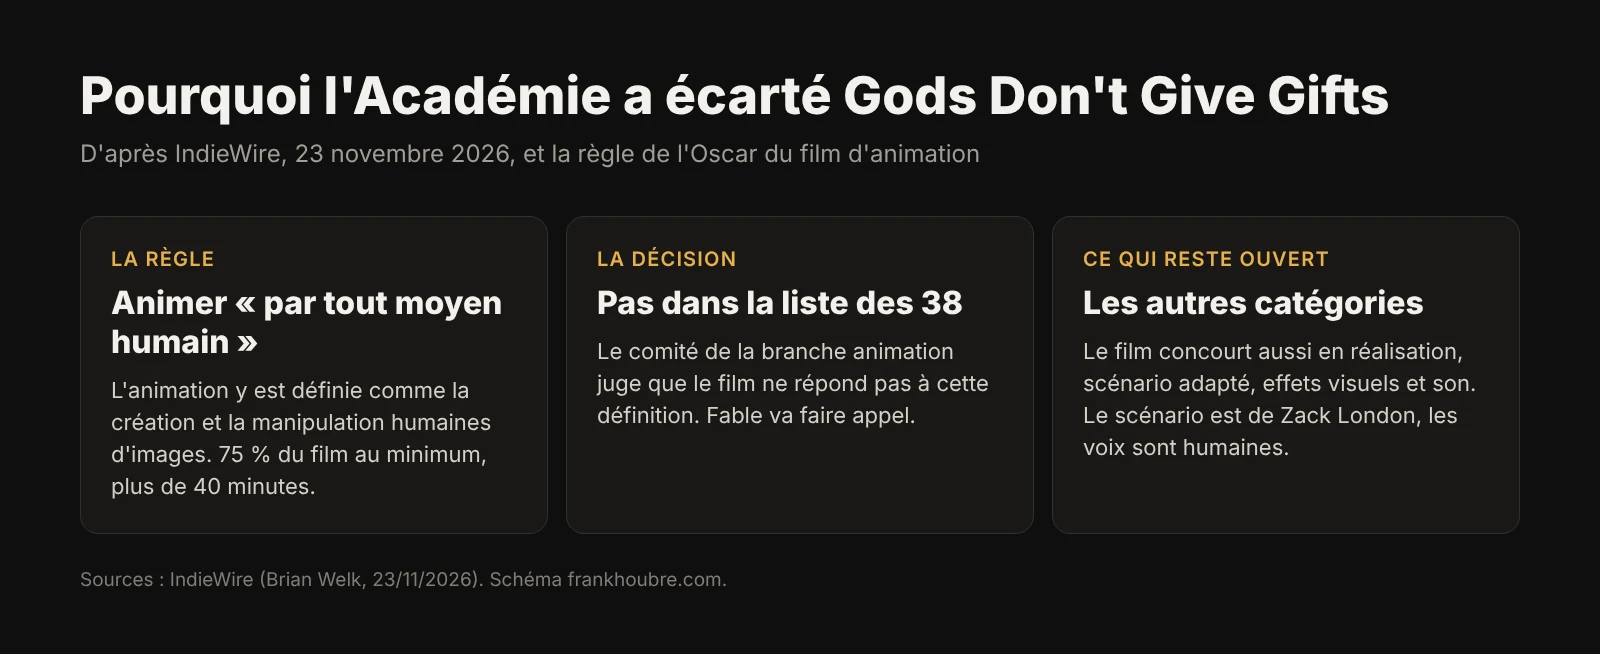 Pourquoi l'Académie a écarté Gods Don't Give Gifts
D'après IndieWire, 23 novembre 2026, et la règle de l'Oscar du film d'animation
LA RÈGLE
Animer « par tout moyen
humain »
L'animation y est définie comme la
création et la manipulation humaines
d'images. 75 % du film au minimum,
plus de 40 minutes.
LA DÉCISION
Pas dans la liste des 38
Le comité de la branche animation
juge que le film ne répond pas à cette
définition. Fable va faire appel.
CE QUI RESTE OUVERT
Les autres catégories
Le film concourt aussi en réalisation,
scénario adapté, effets visuels et son.
Le scénario est de Zack London, les
voix sont humaines.
Sources : IndieWire (Brian Welk, 23/11/2026). Schéma frankhoubre.com.